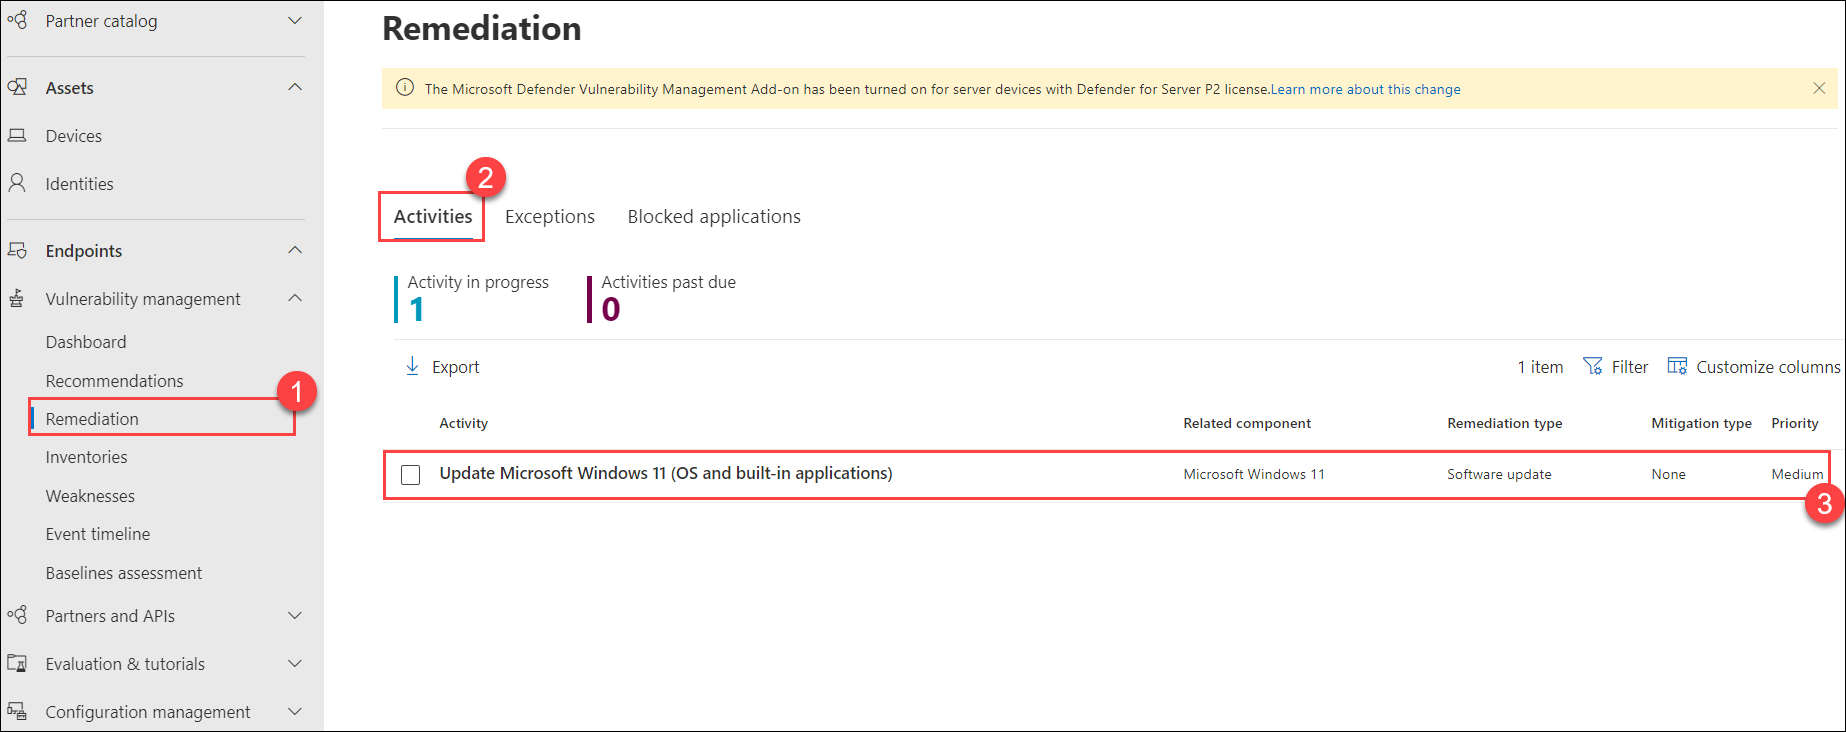 Partner catalog
Assets
Devices
Identities
Endpoints
Vulnerability management
Dashboard
Recommendations
1
Remediation
Inventories
Weaknesses
Event timeline
Baselines assessment
Partners and APIs
Evaluation & tutorials
Configuration management
Remediation
The Microsoft Defender Vulnerability Management Add-on has been turned on for server devices with Defender for Server P2 license.Learn more about this change
2
Activities Exceptions Blocked applications
Activity in progress Activities past due
1 0
Export 1 item Filter Customize columns
Activity Related component Remediation type Mitigation type Priority
Update Microsoft Windows 11 (OS and built-in applications) Microsoft Windows 11 Software update None Medium
3